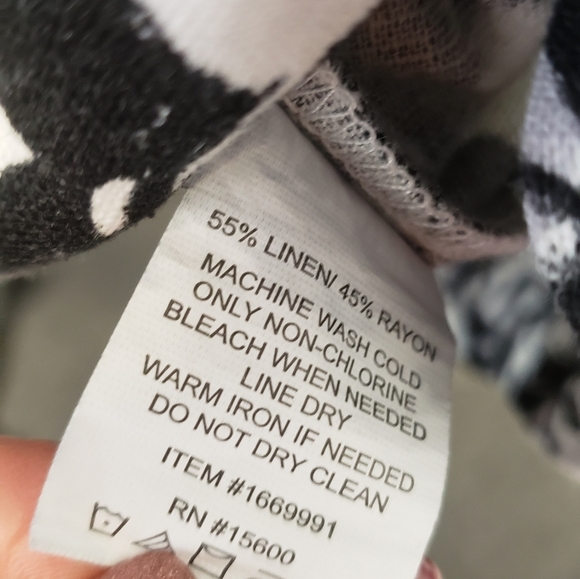 55% LINEN/ 45% RAYON
MACHINE WASH COLD
ONLY NON-CHLORINE
BLEACH WHEN NEEDED
LINE DRY
WARM IRON IF NEEDED
DO NOT DRY CLEAN
ITEM #1669991
RN #15600